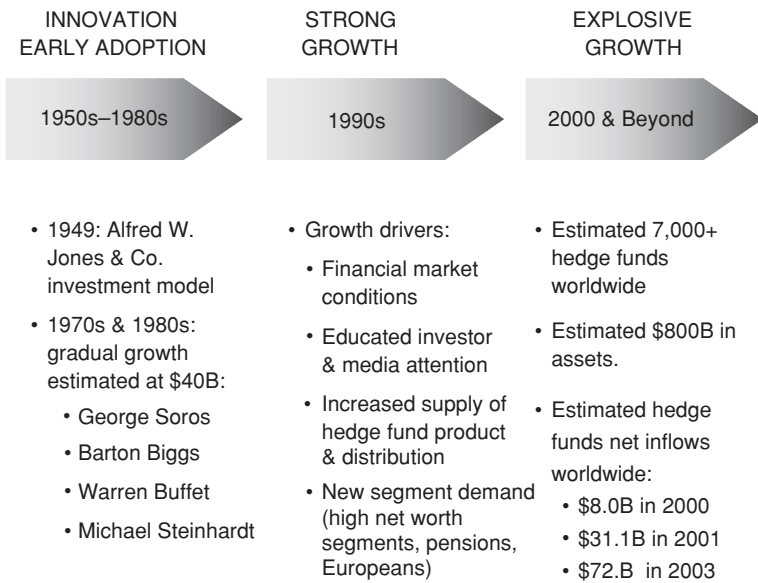 INNOVATION
EARLY ADOPTION
1950s–1980s
• 1949: Alfred W.
Jones & Co.
investment model
• 1970s & 1980s:
gradual growth
estimated at $40B:
• George Soros
• Barton Biggs
• Warren Buffet
• Michael Steinhardt
STRONG
GROWTH
1990s
• Growth drivers:
• Financial market
conditions
• Educated investor
& media attention
• Increased supply of
hedge fund product
& distribution
• New segment demand
(high net worth
segments, pensions,
Europeans)
EXPLOSIVE
GROWTH
2000 & Beyond
• Estimated 7,000+
hedge funds
worldwide
• Estimated $800B in
assets.
• Estimated hedge
funds net inflows
worldwide:
• $8.0B in 2000
• $31.1B in 2001
• $72.B in 2003